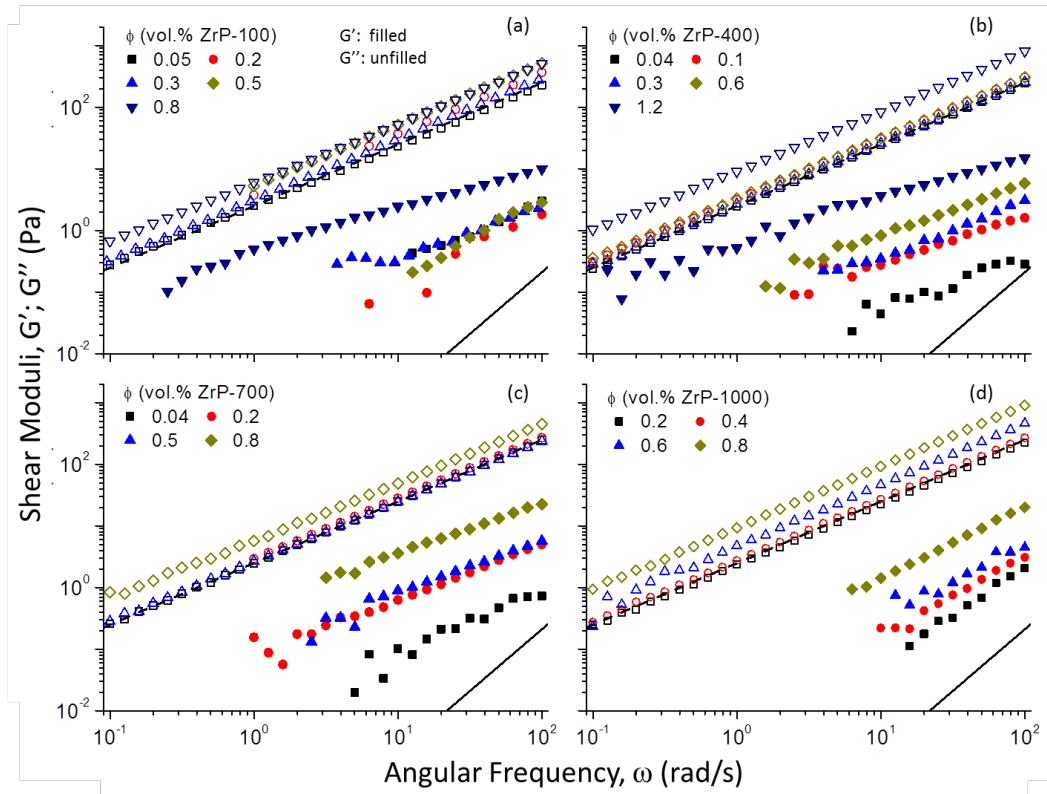 Shear Moduli, G′; G″ (Pa)
ϕ (vol.% ZrP-100)
0.05 0.2
0.3 0.5
0.8
G′: filled
G″: unfilled
(a)
10²
10⁰
10⁻²
ϕ (vol.% ZrP-400)
0.04 0.1
0.3 0.6
1.2
(b)
ϕ (vol.% ZrP-700)
0.04 0.2
0.5 0.8
(c)
10²
10⁰
10⁻²
10⁻¹ 10⁰ 10¹ 10²
ϕ (vol.% ZrP-1000)
0.2 0.4
0.6 0.8
(d)
10⁻¹ 10⁰ 10¹ 10²
Angular Frequency, ω (rad/s)